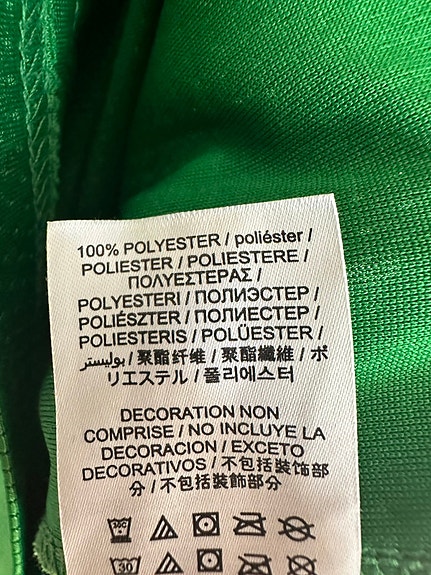 100% POLYESTER / poliéster /
POLIESTER / POLIESTERE /
ΠΟΛΥΕΣΤΕΡΑΣ /
POLYESTERI / ПОЛИЭСТЕР /
POLIÉSZTER / ПОЛИЕСТЕР /
POLIESTERIS / POLÜESTER /
بوليستر / 聚酯纤维 / 聚酯纖維 / ポ
リエステル / 폴리에스터
DECORATION NON
COMPRISE / NO INCLUYE LA
DECORACION / EXCETO
DECORATIVOS / 不包括装饰部
分 / 不包括裝飾部分
30C
30